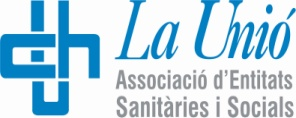 La Unió
Associació d'Entitats
Sanitàries i Socials